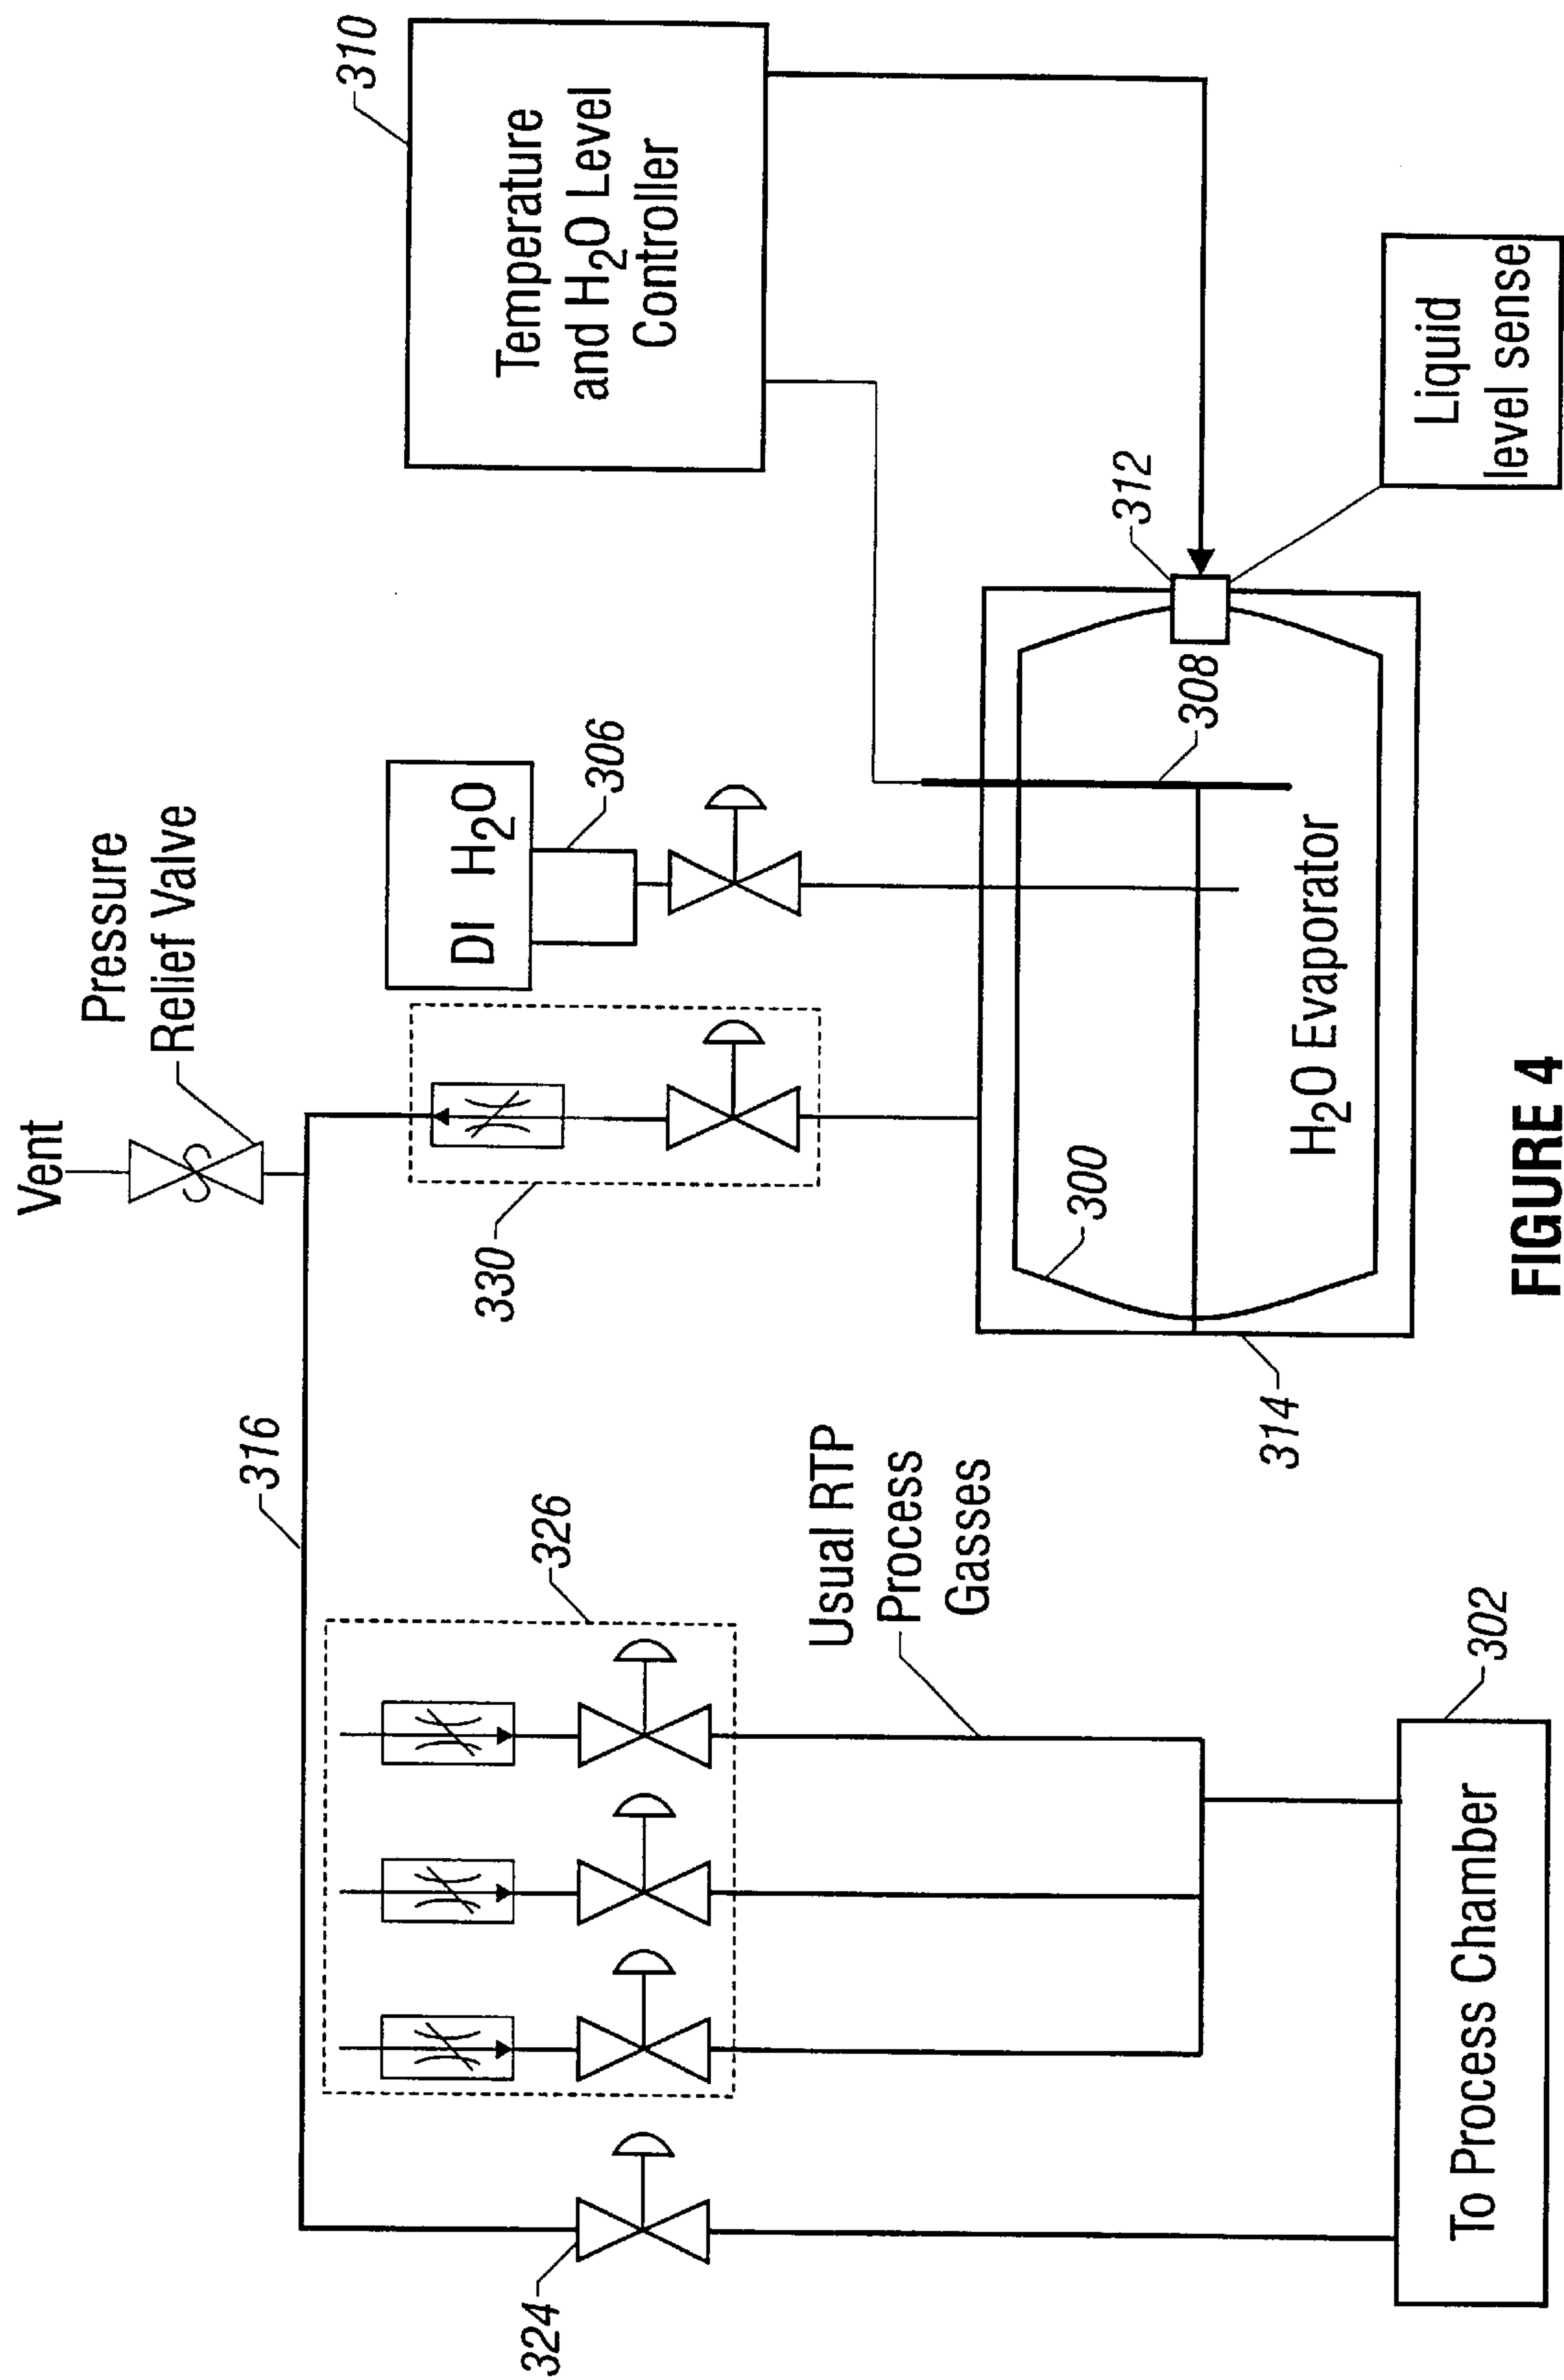 Vent
Pressure
Relief Valve
316
330
DI H₂O
306
310
Temperature
and H₂O Level
Controller
326
324
Usual RTP
Process
Gasses
300
308
312
H₂O Evaporator
314
Liquid
level sense
302
To Process Chamber
FIGURE 4